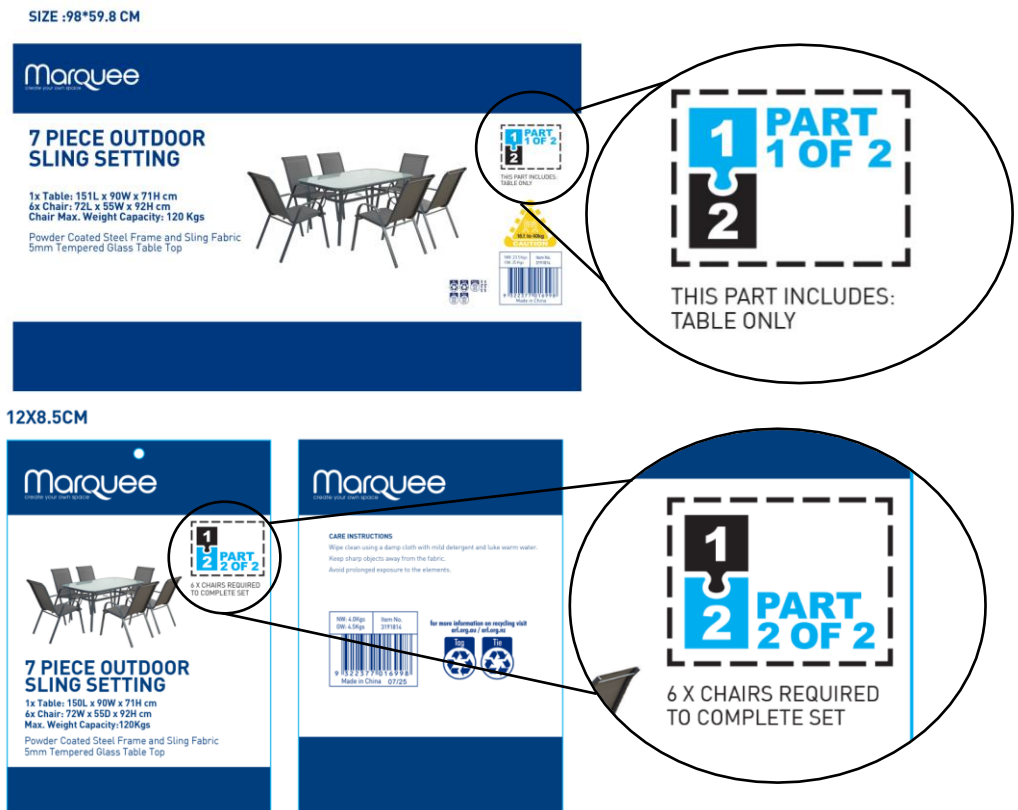 SIZE :98*59.8 CM
Marquee
create your own space
7 PIECE OUTDOOR
SLING SETTING
1x Table: 151L x 90W x 71H cm
6x Chair: 72L x 55W x 92H cm
Chair Max. Weight Capacity: 120 Kgs
Powder Coated Steel Frame and Sling Fabric
5mm Tempered Glass Table Top
1
2
PART
1 OF 2
THIS PART INCLUDES:
TABLE ONLY
CAUTION
Item No.
3191814
9 322377 016998
Made in China
1
2
PART
1 OF 2
THIS PART INCLUDES:
TABLE ONLY
12X8.5CM
Marquee
create your own space
1
2
PART
2 OF 2
6 X CHAIRS REQUIRED
TO COMPLETE SET
7 PIECE OUTDOOR
SLING SETTING
1x Table: 150L x 90W x 71H cm
6x Chair: 72W x 55D x 92H cm
Max. Weight Capacity:120Kgs
Powder Coated Steel Frame and Sling Fabric
5mm Tempered Glass Table Top
Marquee
create your own space
CARE INSTRUCTIONS
Wipe clean using a damp cloth with mild detergent and luke warm water.
Keep sharp objects away from the fabric.
Avoid prolonged exposure to the elements.
NW: 4.0Kgs
GW: 4.5Kgs
Item No.
3191814
9 322377 016998
Made in China 07/25
for more information on recycling visit
arl.org.au / arl.org.nz
Tag
Tie
1
2
PART
2 OF 2
6 X CHAIRS REQUIRED
TO COMPLETE SET